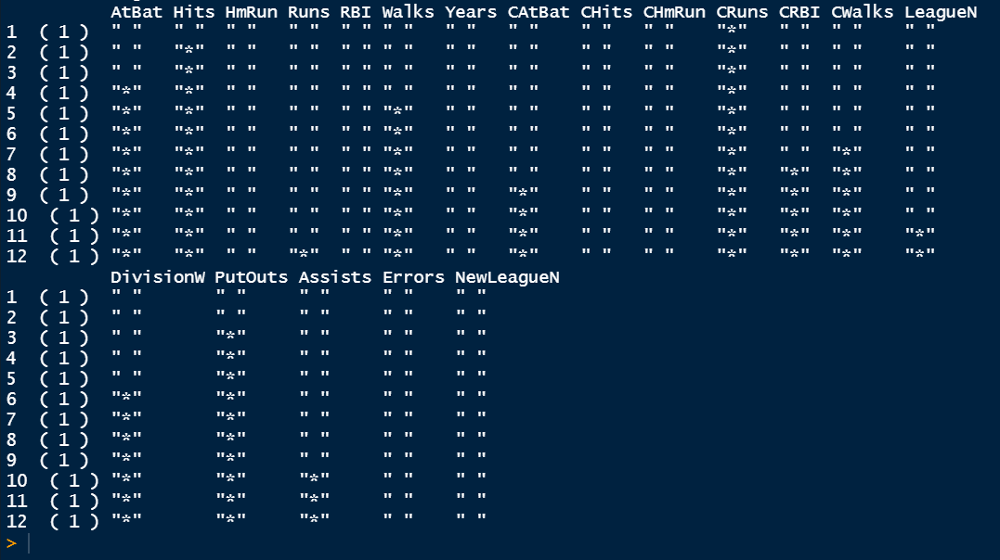 AtBat Hits HmRun Runs RBI Walks Years CAtBat CHits CHmRun CRuns CRBI CWalks LeagueN
1  ( 1 )  " "   " "  " "   " "  " " " "   " "   " "    " "   " "    "*"   " "  " "    " "
2  ( 1 )  " "   "*"  " "   " "  " " " "   " "   " "    " "   " "    "*"   " "  " "    " "
3  ( 1 )  " "   "*"  " "   " "  " " " "   " "   " "    " "   " "    "*"   " "  " "    " "
4  ( 1 )  "*"   "*"  " "   " "  " " " "   " "   " "    " "   " "    "*"   " "  " "    " "
5  ( 1 )  "*"   "*"  " "   " "  " " "*"   " "   " "    " "   " "    "*"   " "  " "    " "
6  ( 1 )  "*"   "*"  " "   " "  " " "*"   " "   " "    " "   " "    "*"   " "  " "    " "
7  ( 1 )  "*"   "*"  " "   " "  " " "*"   " "   " "    " "   " "    "*"   " "  "*"    " "
8  ( 1 )  "*"   "*"  " "   " "  " " "*"   " "   " "    " "   " "    "*"   "*"  "*"    " "
9  ( 1 )  "*"   "*"  " "   " "  " " "*"   " "   "*"    " "   " "    "*"   "*"  "*"    " "
10  ( 1 ) "*"   "*"  " "   " "  " " "*"   " "   "*"    " "   " "    "*"   "*"  "*"    " "
11  ( 1 ) "*"   "*"  " "   " "  " " "*"   " "   "*"    " "   " "    "*"   "*"  "*"    "*"
12  ( 1 ) "*"   "*"  " "   "*"  " " "*"   " "   "*"    " "   " "    "*"   "*"  "*"    "*"
          DivisionW PutOuts Assists Errors NewLeagueN
1  ( 1 )  " "       " "     " "     " "    " "
2  ( 1 )  " "       " "     " "     " "    " "
3  ( 1 )  " "       "*"     " "     " "    " "
4  ( 1 )  " "       "*"     " "     " "    " "
5  ( 1 )  " "       "*"     " "     " "    " "
6  ( 1 )  "*"       "*"     " "     " "    " "
7  ( 1 )  "*"       "*"     " "     " "    " "
8  ( 1 )  "*"       "*"     " "     " "    " "
9  ( 1 )  "*"       "*"     " "     " "    " "
10  ( 1 ) "*"       "*"     "*"     " "    " "
11  ( 1 ) "*"       "*"     "*"     " "    " "
12  ( 1 ) "*"       "*"     "*"     " "    " "
>